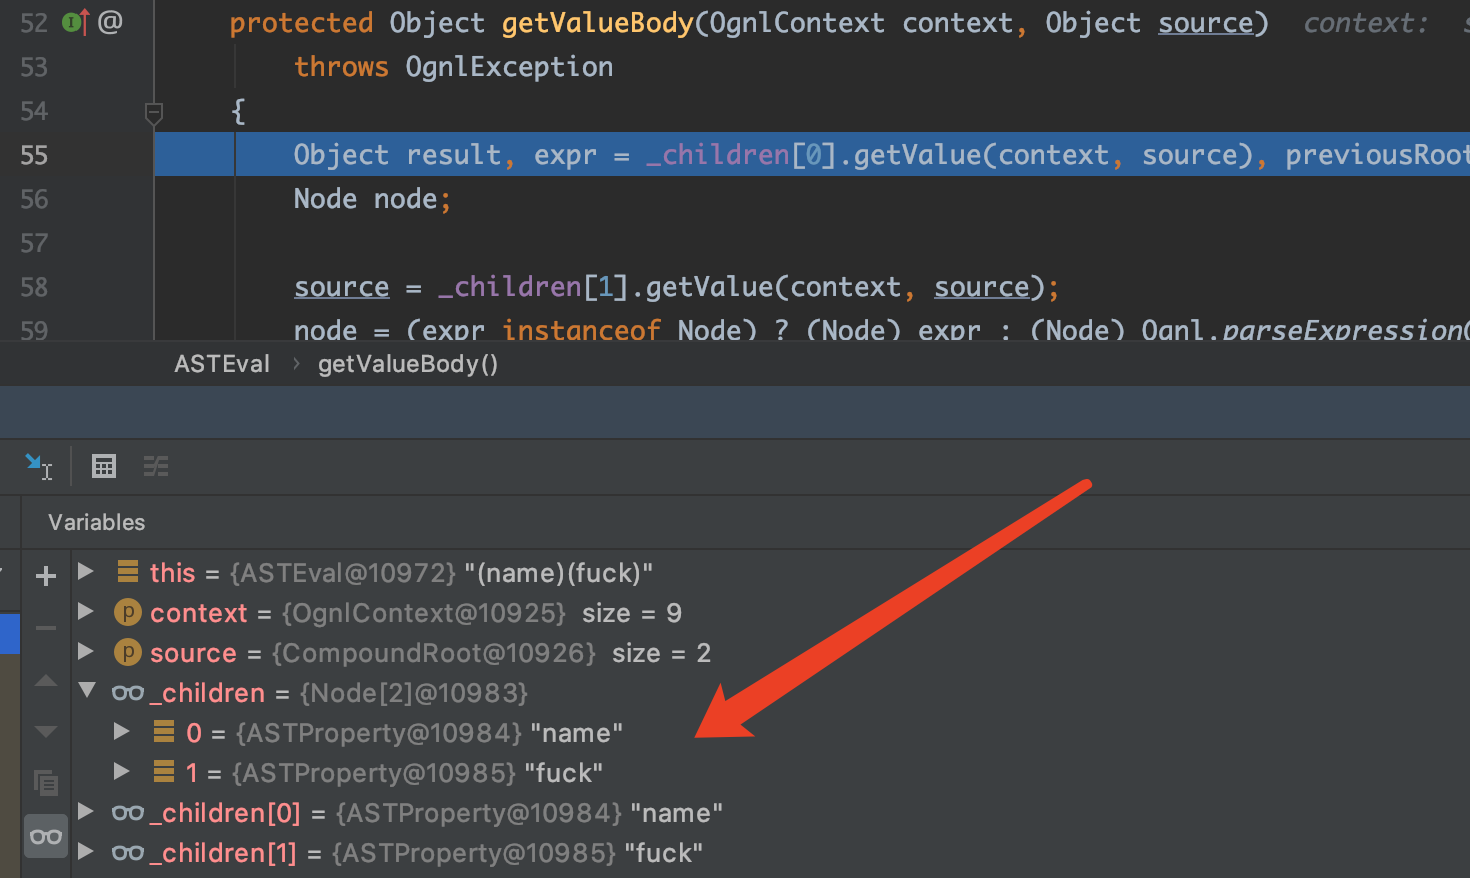 52 @ protected Object getValueBody(OgnlContext context, Object source) context:
53 throws OgnlException
54 {
55 Object result, expr = _children[0].getValue(context, source), previousRoot
56 Node node;
57
58 source = _children[1].getValue(context, source);
59 node = (expr instanceof Node) ? (Node) expr : (Node) Ognl.parseExpression(
ASTEval › getValueBody()
Variables
this = {ASTEval@10972} "(name)(fuck)"
p context = {OgnlContext@10925} size = 9
p source = {CompoundRoot@10926} size = 2
_children = {Node[2]@10983}
0 = {ASTProperty@10984} "name"
1 = {ASTProperty@10985} "fuck"
_children[0] = {ASTProperty@10984} "name"
_children[1] = {ASTProperty@10985} "fuck"